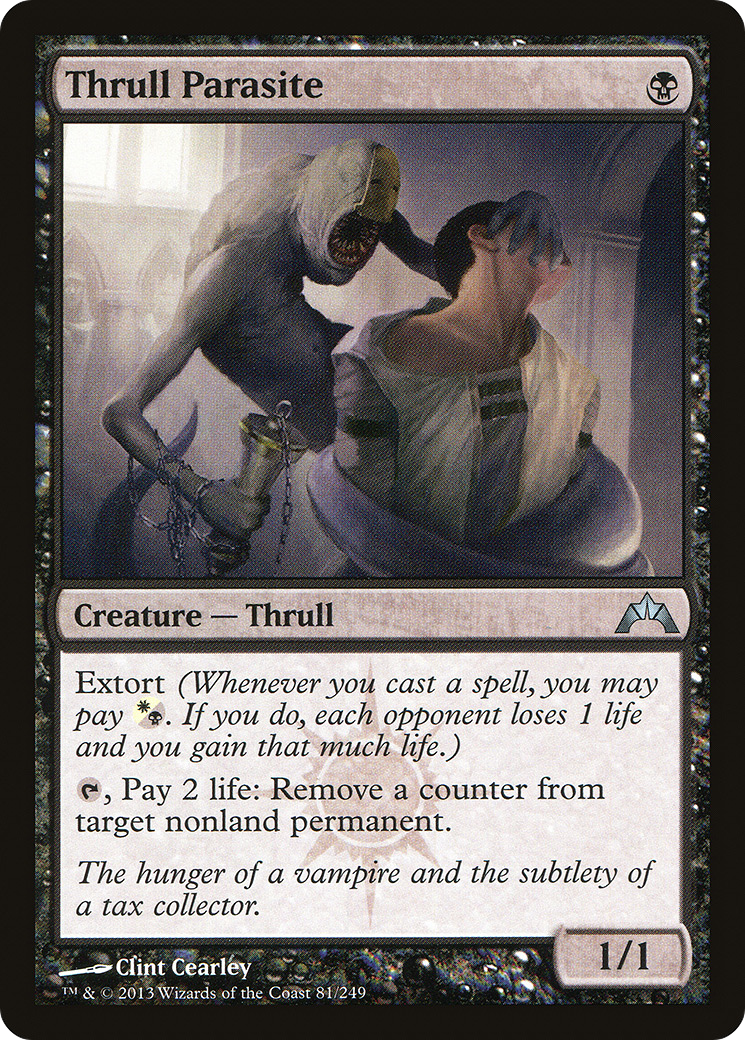 Thrull Parasite
Creature — Thrull
Extort (Whenever you cast a spell, you may
pay . If you do, each opponent loses 1 life
and you gain that much life.)
, Pay 2 life: Remove a counter from
target nonland permanent.
The hunger of a vampire and the subtlety of
a tax collector.
1/1
Clint Cearley
™ & © 2013 Wizards of the Coast 81/249